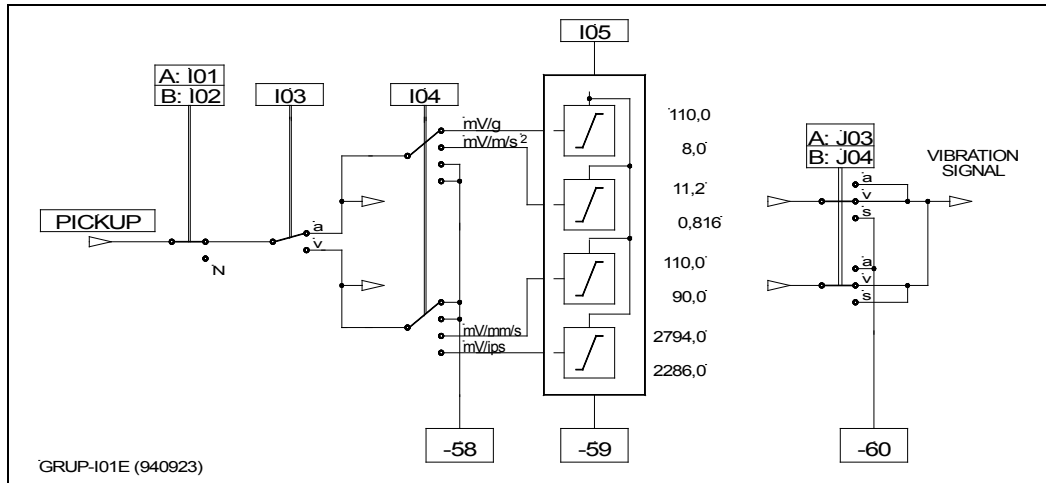 I05
A: I01
B: I02
I03
I04
mV/g
mV/m/s²
110,0
8,0
11,2
0,816
110,0
90,0
2794,0
2286,0
A: J03
B: J04
VIBRATION
SIGNAL
a
v
s
a
v
s
PICKUP
N
a
v
mV/mm/s
mV/ips
-58
-59
-60
GRUP-I01E (940923)